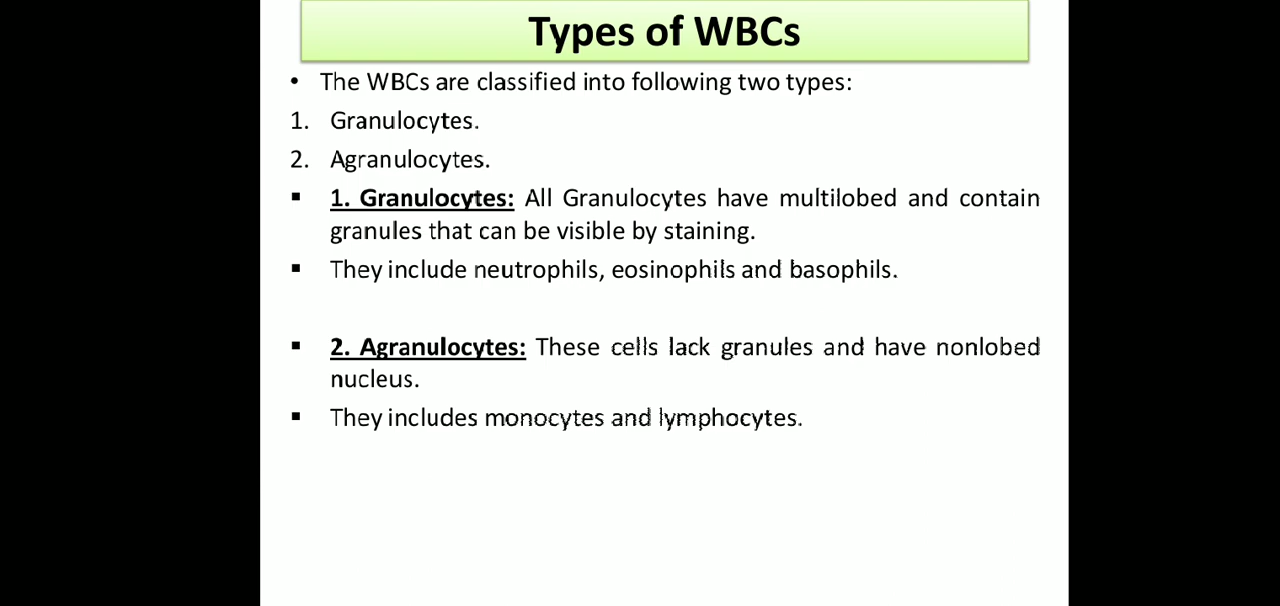 Types of WBCs
• The WBCs are classified into following two types:
1. Granulocytes.
2. Agranulocytes.
▪ 1. Granulocytes: All Granulocytes have multilobed and contain
granules that can be visible by staining.
▪ They include neutrophils, eosinophils and basophils.
▪ 2. Agranulocytes: These cells lack granules and have nonlobed
nucleus.
▪ They includes monocytes and lymphocytes.